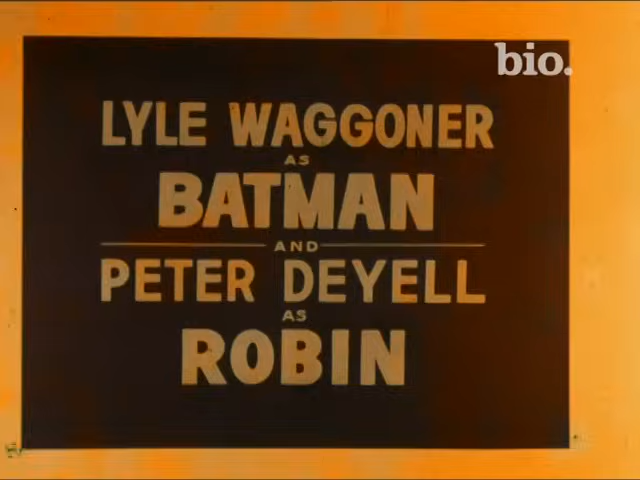 bio.
LYLE WAGGONER
AS
BATMAN
AND
PETER DEYELL
AS
ROBIN